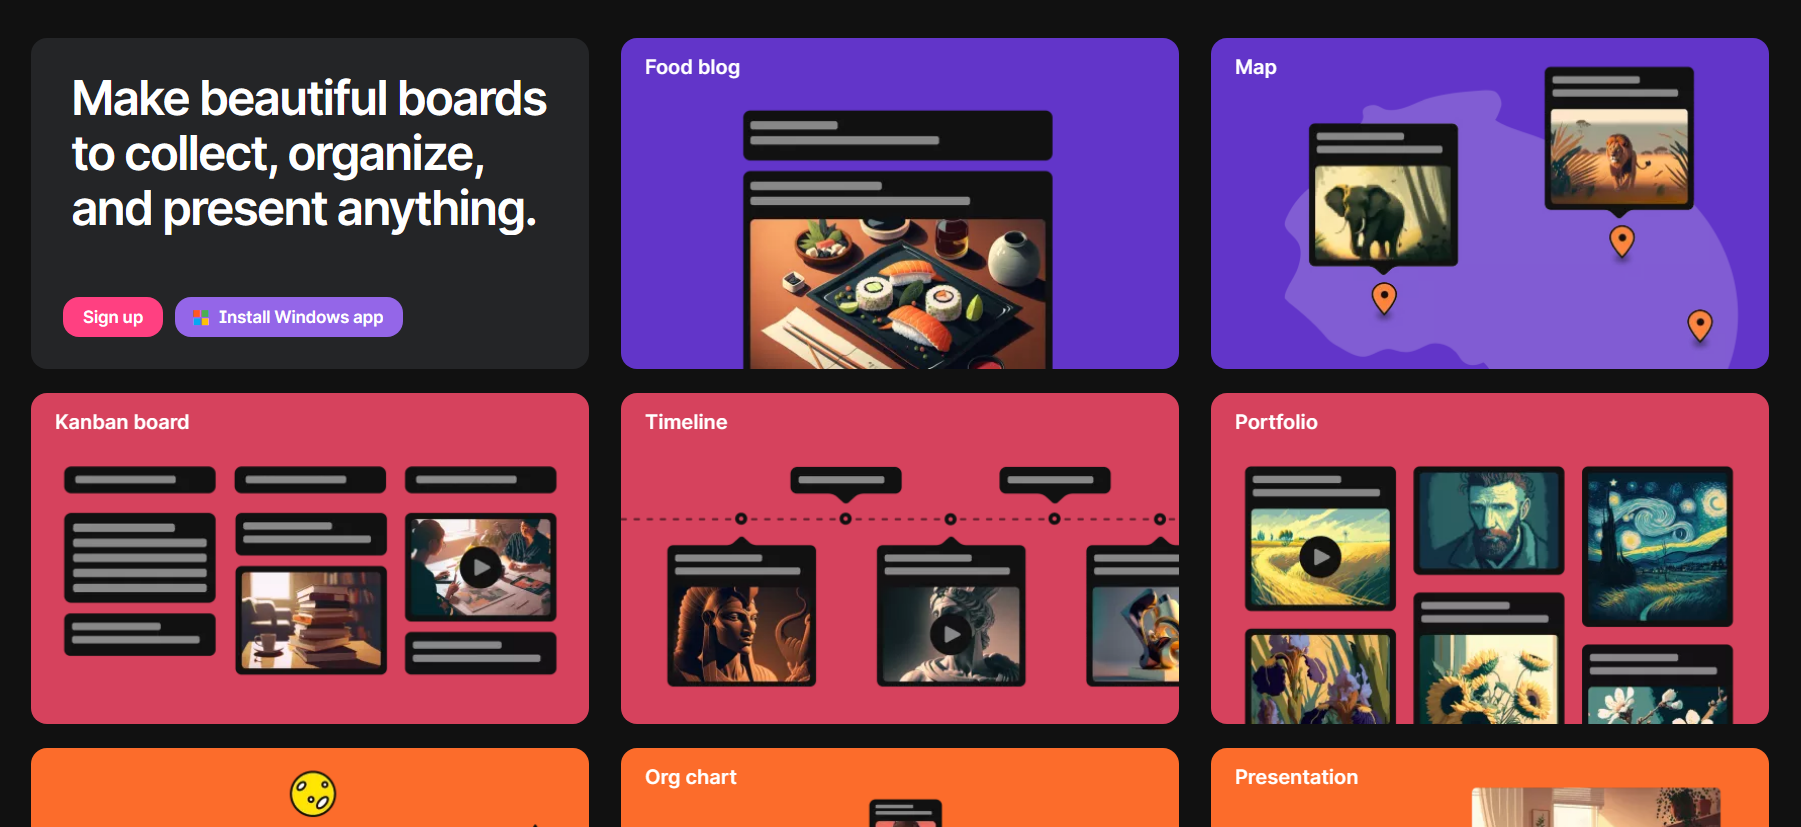 Make beautiful boards
to collect, organize,
and present anything.
Sign up
Install Windows app
Food blog
Map
Kanban board
Timeline
Portfolio
Org chart
Presentation